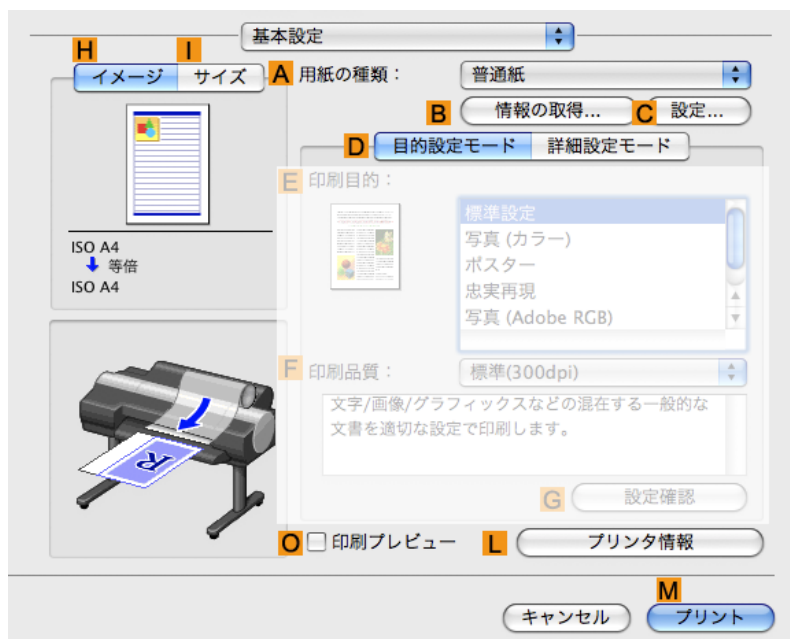 基本設定
H I
イメージ サイズ
A 用紙の種類： 普通紙
B 情報の取得... C 設定...
D 目的設定モード 詳細設定モード
E 印刷目的：
標準設定
写真 (カラー)
ポスター
忠実再現
写真 (Adobe RGB)
ISO A4
等倍
ISO A4
F 印刷品質： 標準(300dpi)
文字/画像/グラフィックスなどの混在する一般的な
文書を適切な設定で印刷します。
R
G 設定確認
O 印刷プレビュー L プリンタ情報
M
キャンセル プリント